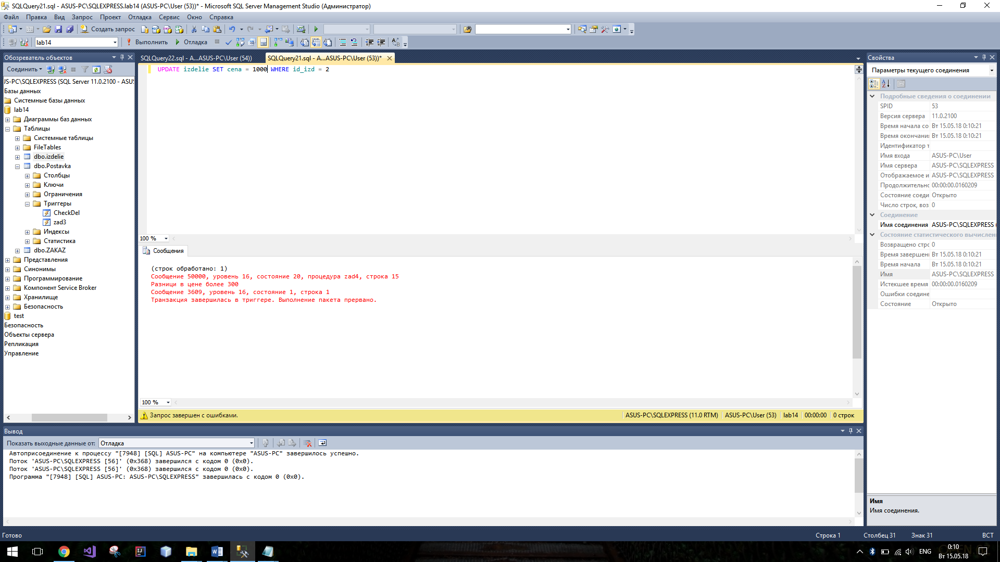 SQLQuery21.sql - ASUS-PC\SQLEXPRESS.lab14 (ASUS-PC\User (53))* - Microsoft SQL Server Management Studio (Администратор)
Файл Правка Вид Запрос Проект Отладка Сервис Окно Справка
Создать запрос
lab14 Выполнить Отладка
Обозреватель объектов
Соединить
JS-PC\SQLEXPRESS (SQL Server 11.0.2100 - ASU
Базы данных
Системные базы данных
lab14
Диаграммы баз данных
Таблицы
Системные таблицы
FileTables
dbo.izdelie
dbo.Postavka
Столбцы
Ключи
Ограничения
Триггеры
CheckDel
zad3
Индексы
Статистика
dbo.ZAKAZ
Представления
Синонимы
Программирование
Компонент Service Broker
Хранилище
Безопасность
test
Безопасность
Объекты сервера
Репликация
Управление
SQLQuery22.sql - A...ASUS-PC\User (54)) SQLQuery21.sql - A...ASUS-PC\User (53))*
UPDATE izdelie SET cena = 1000 WHERE id_izd = 2
100 %
Сообщения
(строк обработано: 1)
Сообщение 50000, уровень 16, состояние 20, процедура zad4, строка 15
Разници в цене более 300
Сообщение 3609, уровень 16, состояние 1, строка 1
Транзакция завершилась в триггере. Выполнение пакета прервано.
100 %
Запрос завершен с ошибками. ASUS-PC\SQLEXPRESS (11.0 RTM) ASUS-PC\User (53) lab14 00:00:00 0 строк
Свойства
Параметры текущего соединения
Подробные сведения о соединении
SPID 53
Версия сервера 11.0.2100
Время начала со Вт 15.05.18 0:10:21
Время окончани Вт 15.05.18 0:10:21
Идентификатор т
Имя входа ASUS-PC\User
Имя сервера ASUS-PC\SQLEXPRESS
Отображаемое и ASUS-PC\SQLEXPRESS
Продолжительно 00:00:00.0160209
Состояние соеди Открыто
Число строк, воз 0
Соединение
Имя соединения ASUS-PC\SQLEXPRESS (
Состояние статистического вычислен
Возвращено стро 0
Время завершен Вт 15.05.18 0:10:21
Время начала Вт 15.05.18 0:10:21
Имя ASUS-PC\SQLEXPRESS
Истекшее время 00:00:00.0160209
Ошибки соедине
Состояние Открыто
Имя
Имя соединения.
Вывод
Показать выходные данные от: Отладка
Автоприсоединение к процессу "[7948] [SQL] ASUS-PC" на компьютере "ASUS-PC" завершилось успешно.
Поток 'ASUS-PC\SQLEXPRESS [56]' (0x368) завершился с кодом 0 (0x0).
Поток 'ASUS-PC\SQLEXPRESS [56]' (0x368) завершился с кодом 0 (0x0).
Программа "[7948] [SQL] ASUS-PC: ASUS-PC\SQLEXPRESS" завершилась с кодом 0 (0x0).
Готово Строка 1 Столбец 31 Знак 31 ВСТ
ENG
0:10
Вт 15.05.18